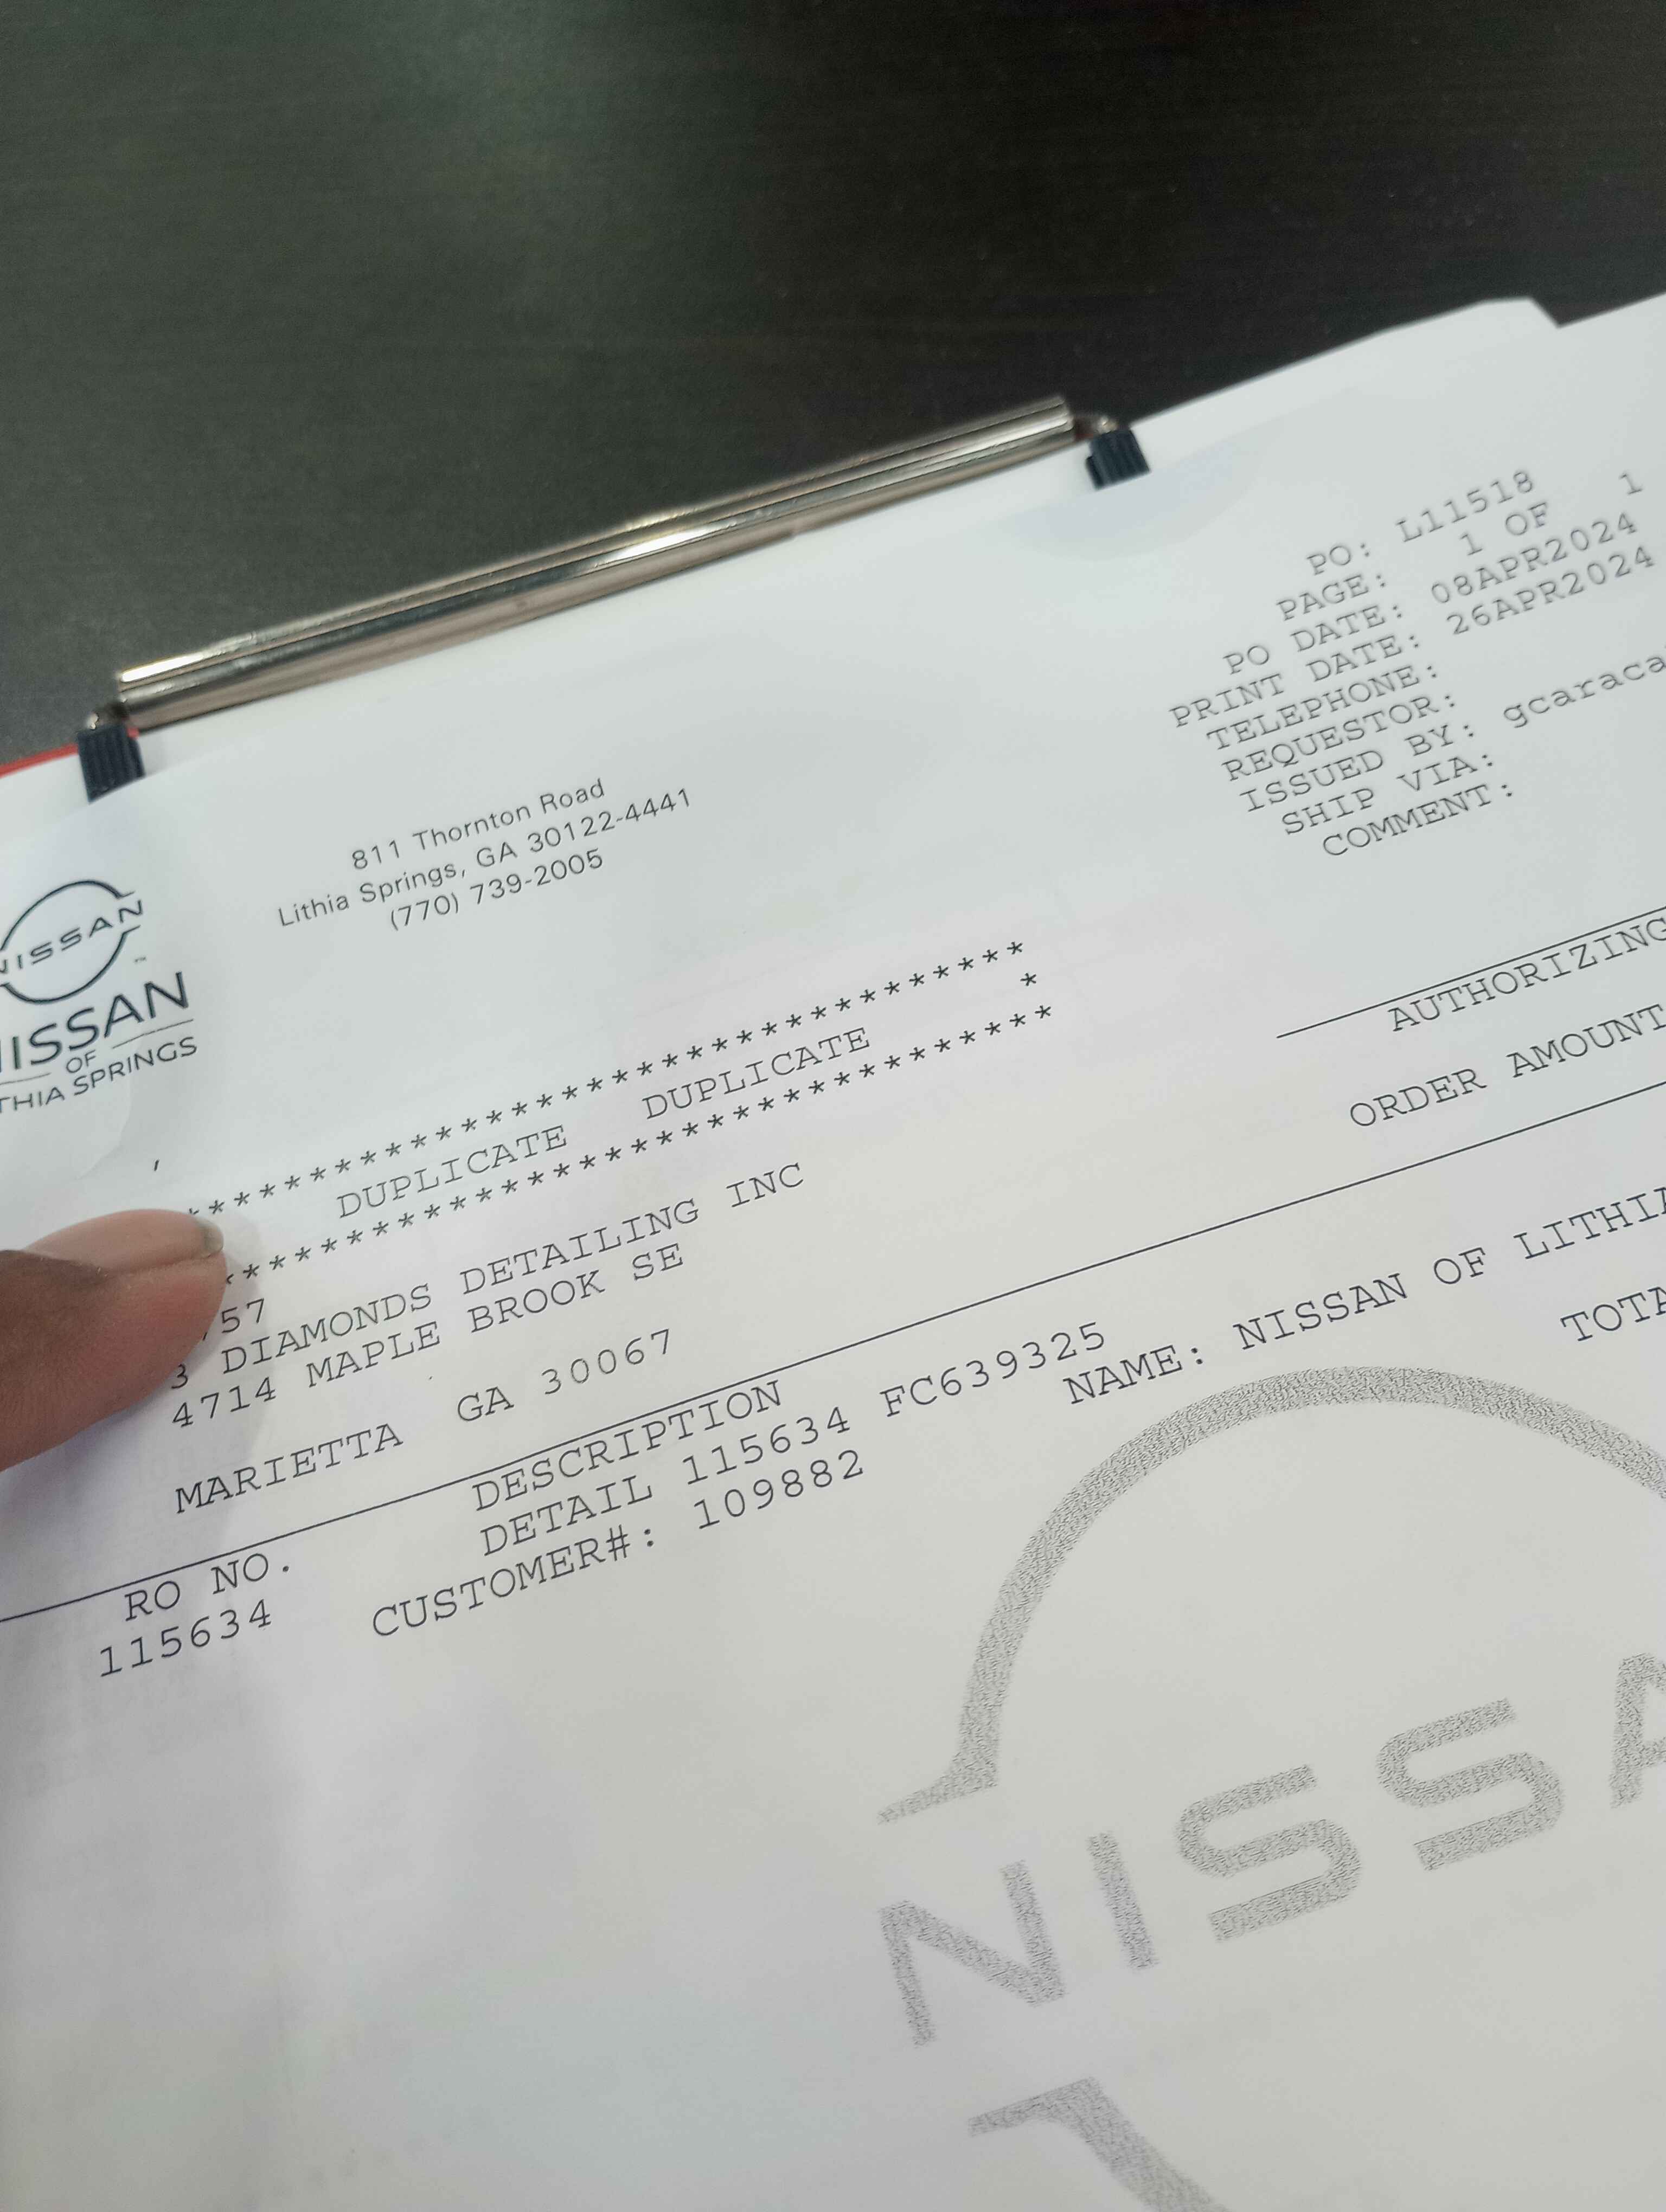 811 Thornton Road
Lithia Springs, GA 30122-4441
(770) 739-2005
NISSAN
NISSAN
OF
THIA SPRINGS
PO: L11518
PAGE: 1 OF 1
PO DATE: 08APR2024
PRINT DATE: 26APR2024
TELEPHONE:
REQUESTOR:
ISSUED BY: gcaraca
SHIP VIA:
COMMENT:
************************************
DUPLICATE DUPLICATE *
************************************
757
3 DIAMONDS DETAILING INC
4714 MAPLE BROOK SE
MARIETTA GA 30067
AUTHORIZING
ORDER AMOUNT
RO NO. DESCRIPTION
115634 DETAIL 115634 FC639325
CUSTOMER#: 109882 NAME: NISSAN OF LITHIA
TOTA
NISSA